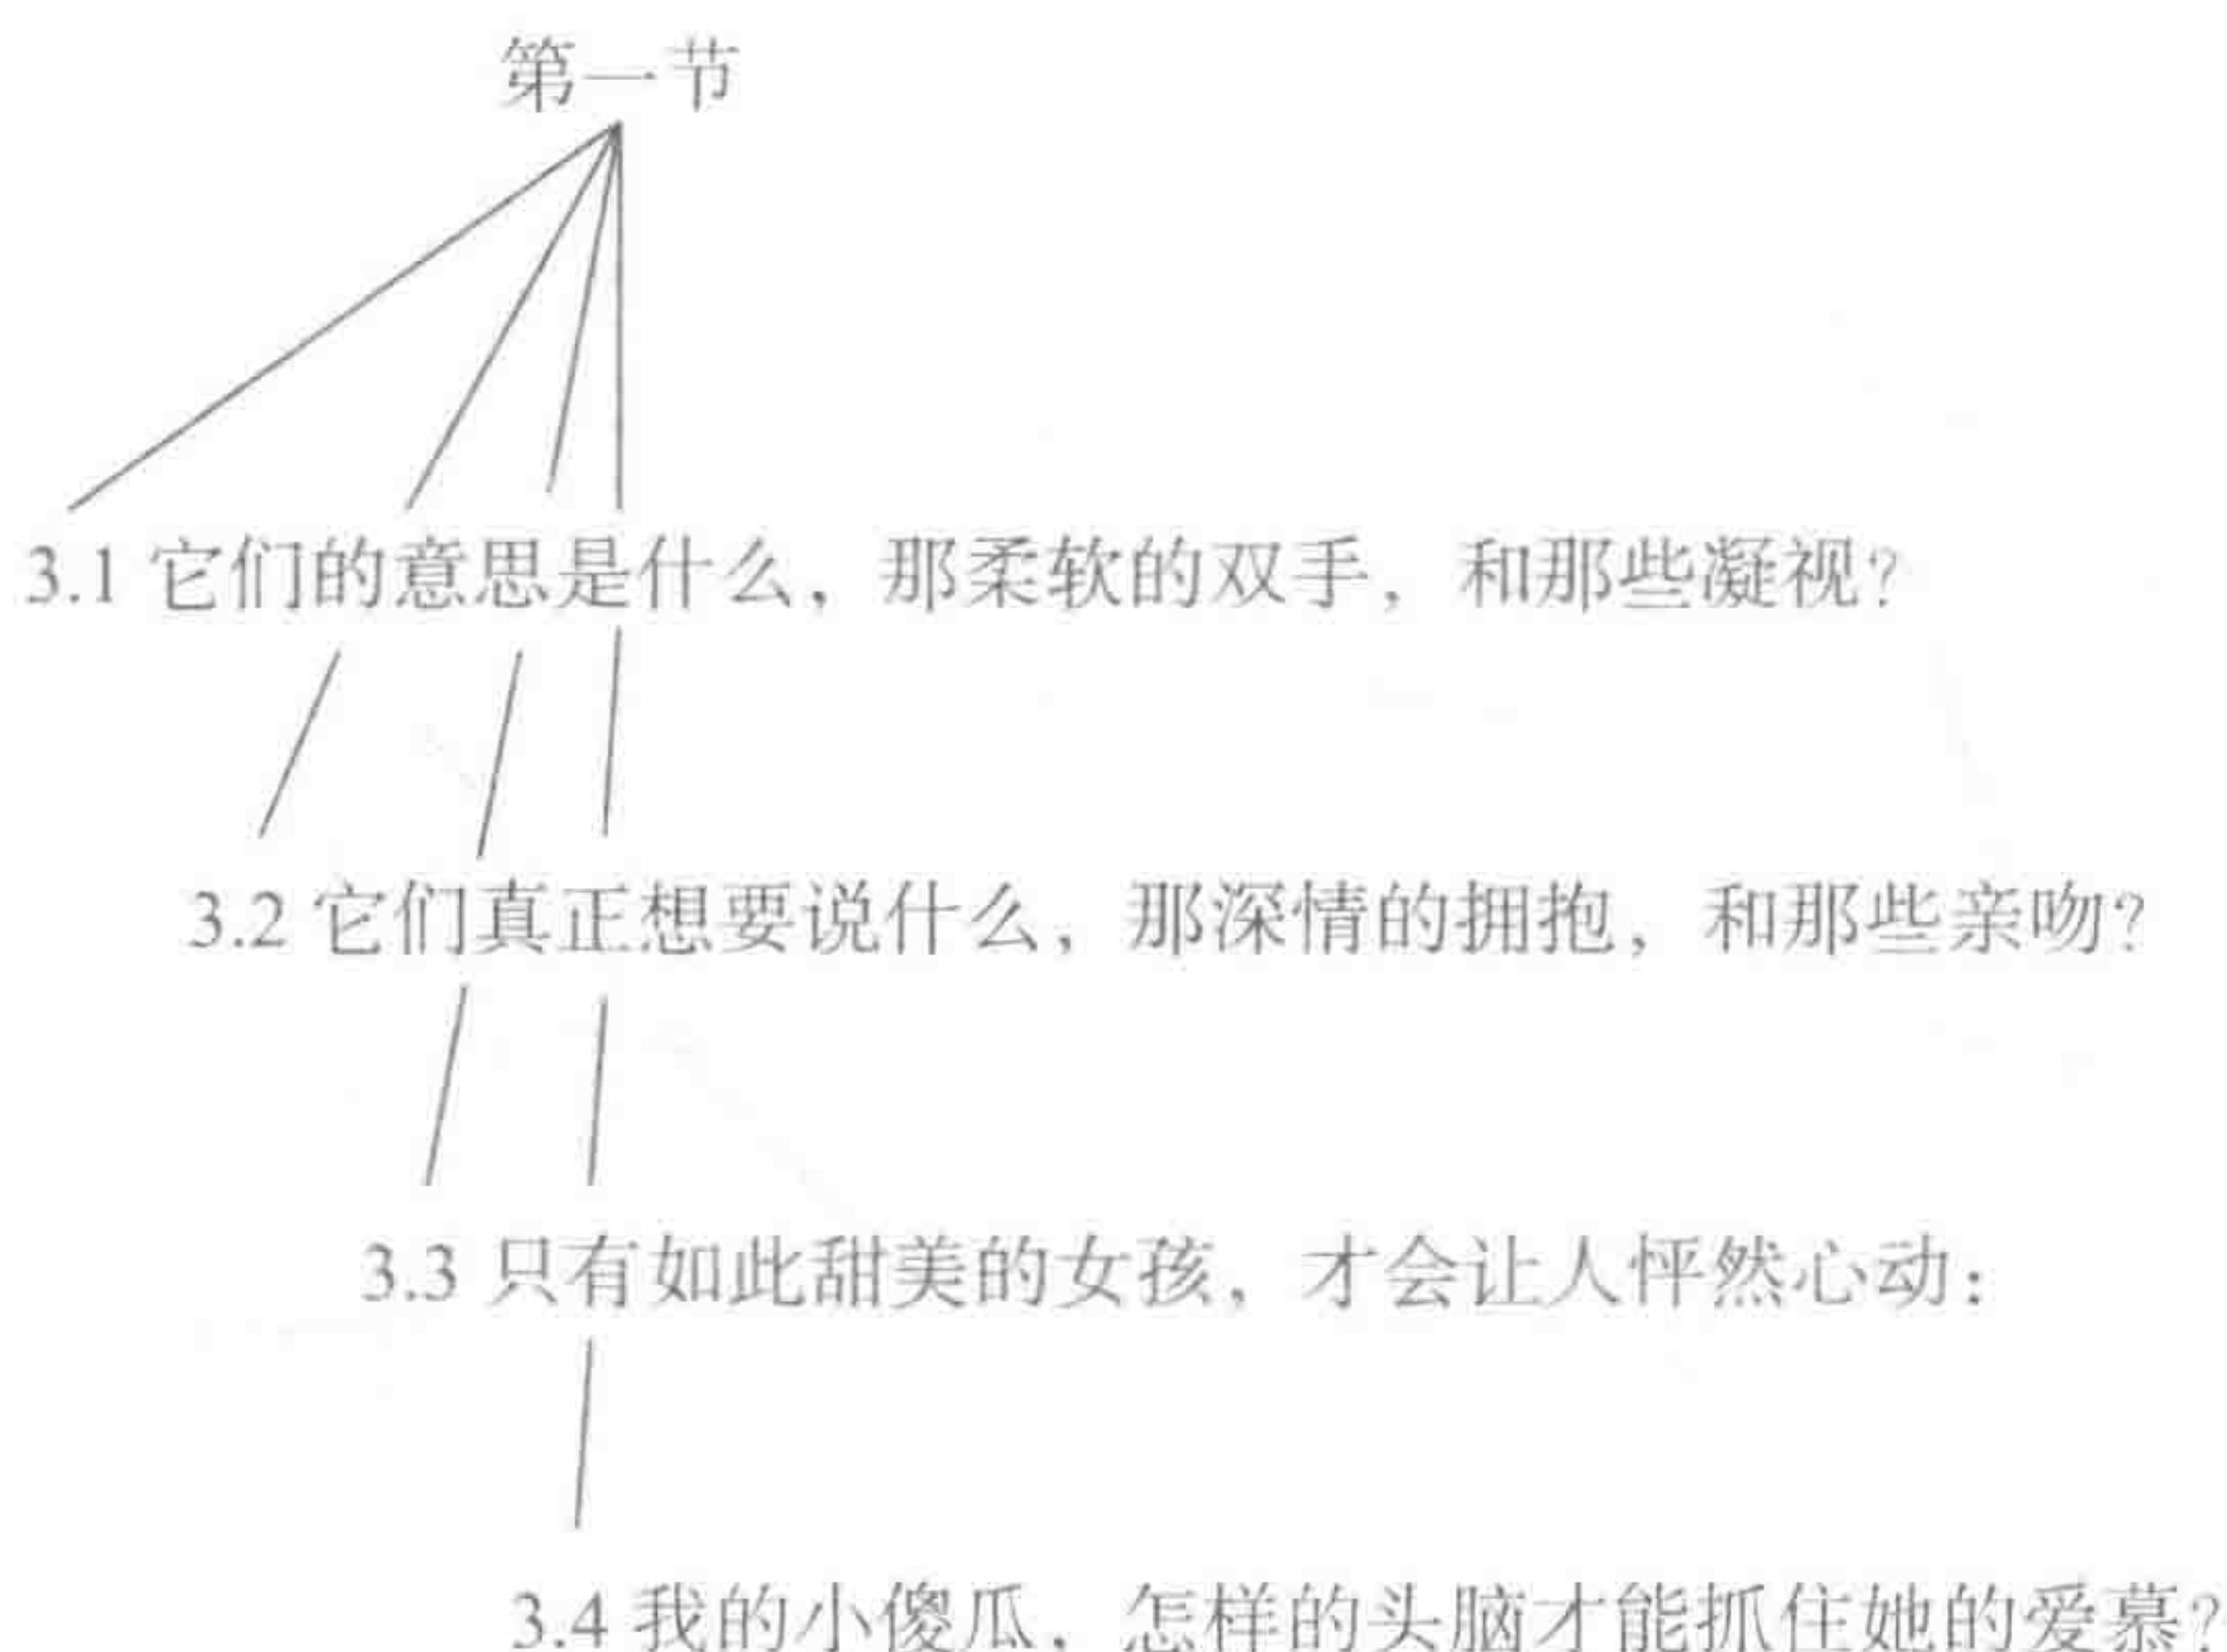 第一节
3.1 它们的意思是什么，那柔软的双手，和那些凝视？
3.2 它们真正想要说什么，那深情的拥抱，和那些亲吻？
3.3 只有如此甜美的女孩，才会让人怦然心动：
3.4 我的小傻瓜，怎样的头脑才能抓住她的爱慕？